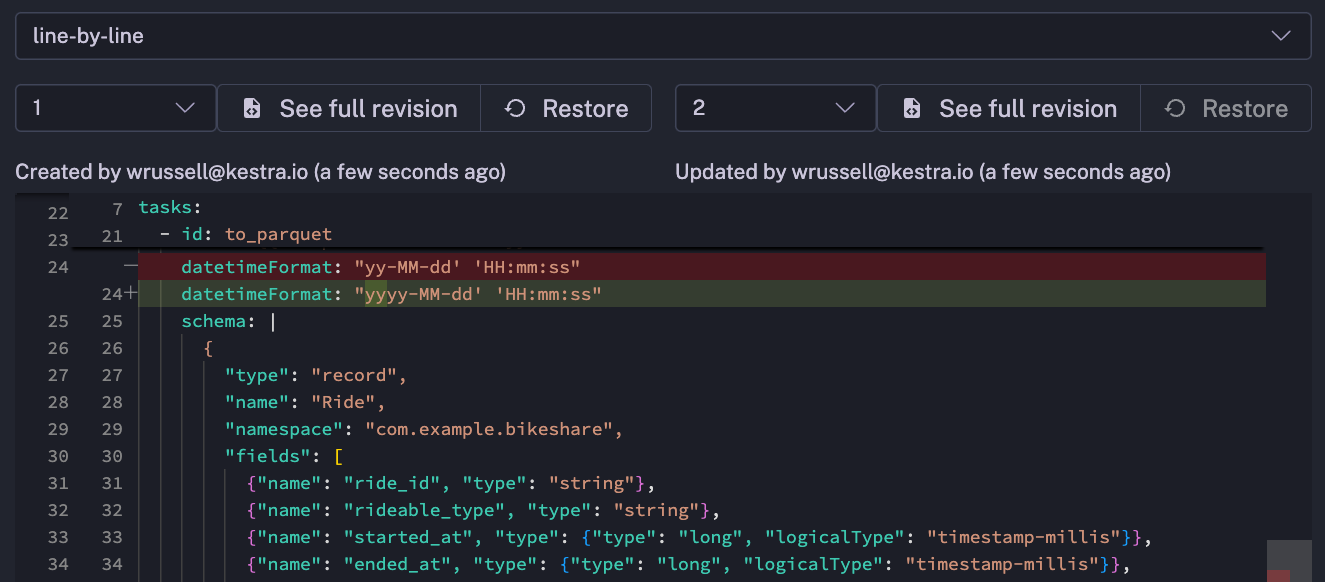 line-by-line
1 See full revision Restore 2 See full revision Restore
Created by wrussell@kestra.io (a few seconds ago) Updated by wrussell@kestra.io (a few seconds ago)
22 7 tasks:
23 21 - id: to_parquet
24 — datetimeFormat: "yy-MM-dd' 'HH:mm:ss"
24+ datetimeFormat: "yyyy-MM-dd' 'HH:mm:ss"
25 25 schema: |
26 26 {
27 27 "type": "record",
28 28 "name": "Ride",
29 29 "namespace": "com.example.bikeshare",
30 30 "fields": [
31 31 {"name": "ride_id", "type": "string"},
32 32 {"name": "rideable_type", "type": "string"},
33 33 {"name": "started_at", "type": {"type": "long", "logicalType": "timestamp-millis"}},
34 34 {"name": "ended_at", "type": {"type": "long", "logicalType": "timestamp-millis"}},